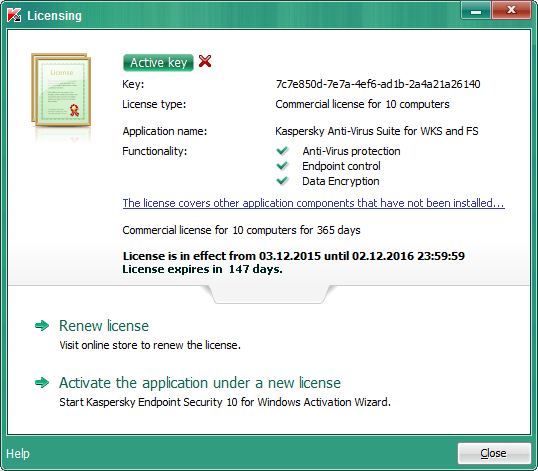 Licensing
License
Active key
Key: 7c7e850d-7e7a-4ef6-ad1b-2a4a21a26140
License type: Commercial license for 10 computers
Application name: Kaspersky Anti-Virus Suite for WKS and FS
Functionality: Anti-Virus protection
Endpoint control
Data Encryption
The license covers other application components that have not been installed...
Commercial license for 10 computers for 365 days
License is in effect from 03.12.2015 until 02.12.2016 23:59:59
License expires in 147 days.
Renew license
Visit online store to renew the license.
Activate the application under a new license
Start Kaspersky Endpoint Security 10 for Windows Activation Wizard.
Help
Close